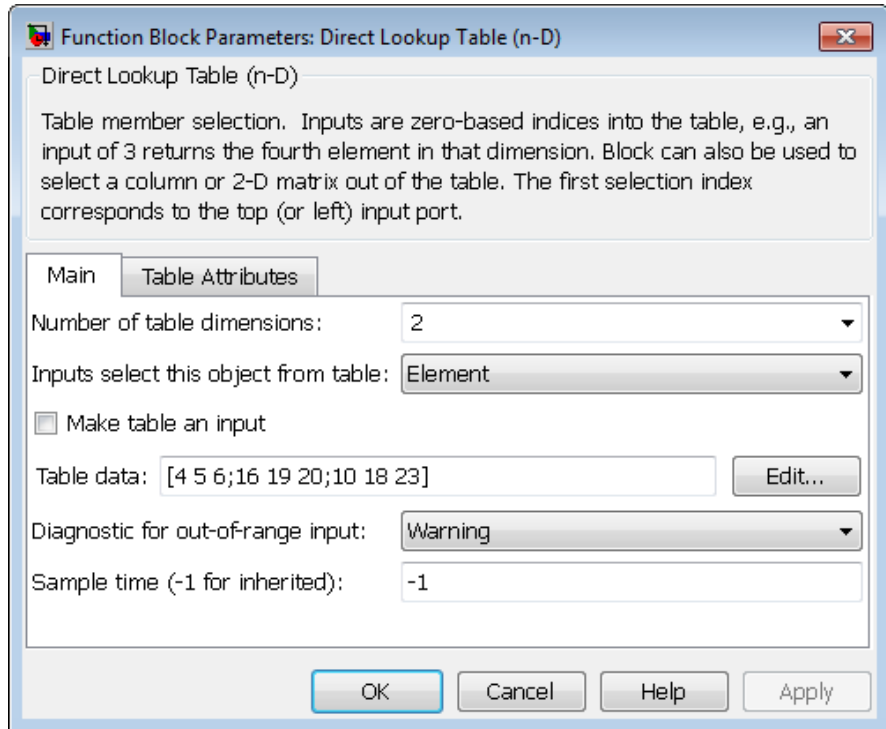 Function Block Parameters: Direct Lookup Table (n-D)
Direct Lookup Table (n-D)
Table member selection. Inputs are zero-based indices into the table, e.g., an
input of 3 returns the fourth element in that dimension. Block can also be used to
select a column or 2-D matrix out of the table. The first selection index
corresponds to the top (or left) input port.
Main Table Attributes
Number of table dimensions: 2
Inputs select this object from table: Element
Make table an input
Table data: [4 5 6;16 19 20;10 18 23] Edit...
Diagnostic for out-of-range input: Warning
Sample time (-1 for inherited): -1
OK Cancel Help Apply